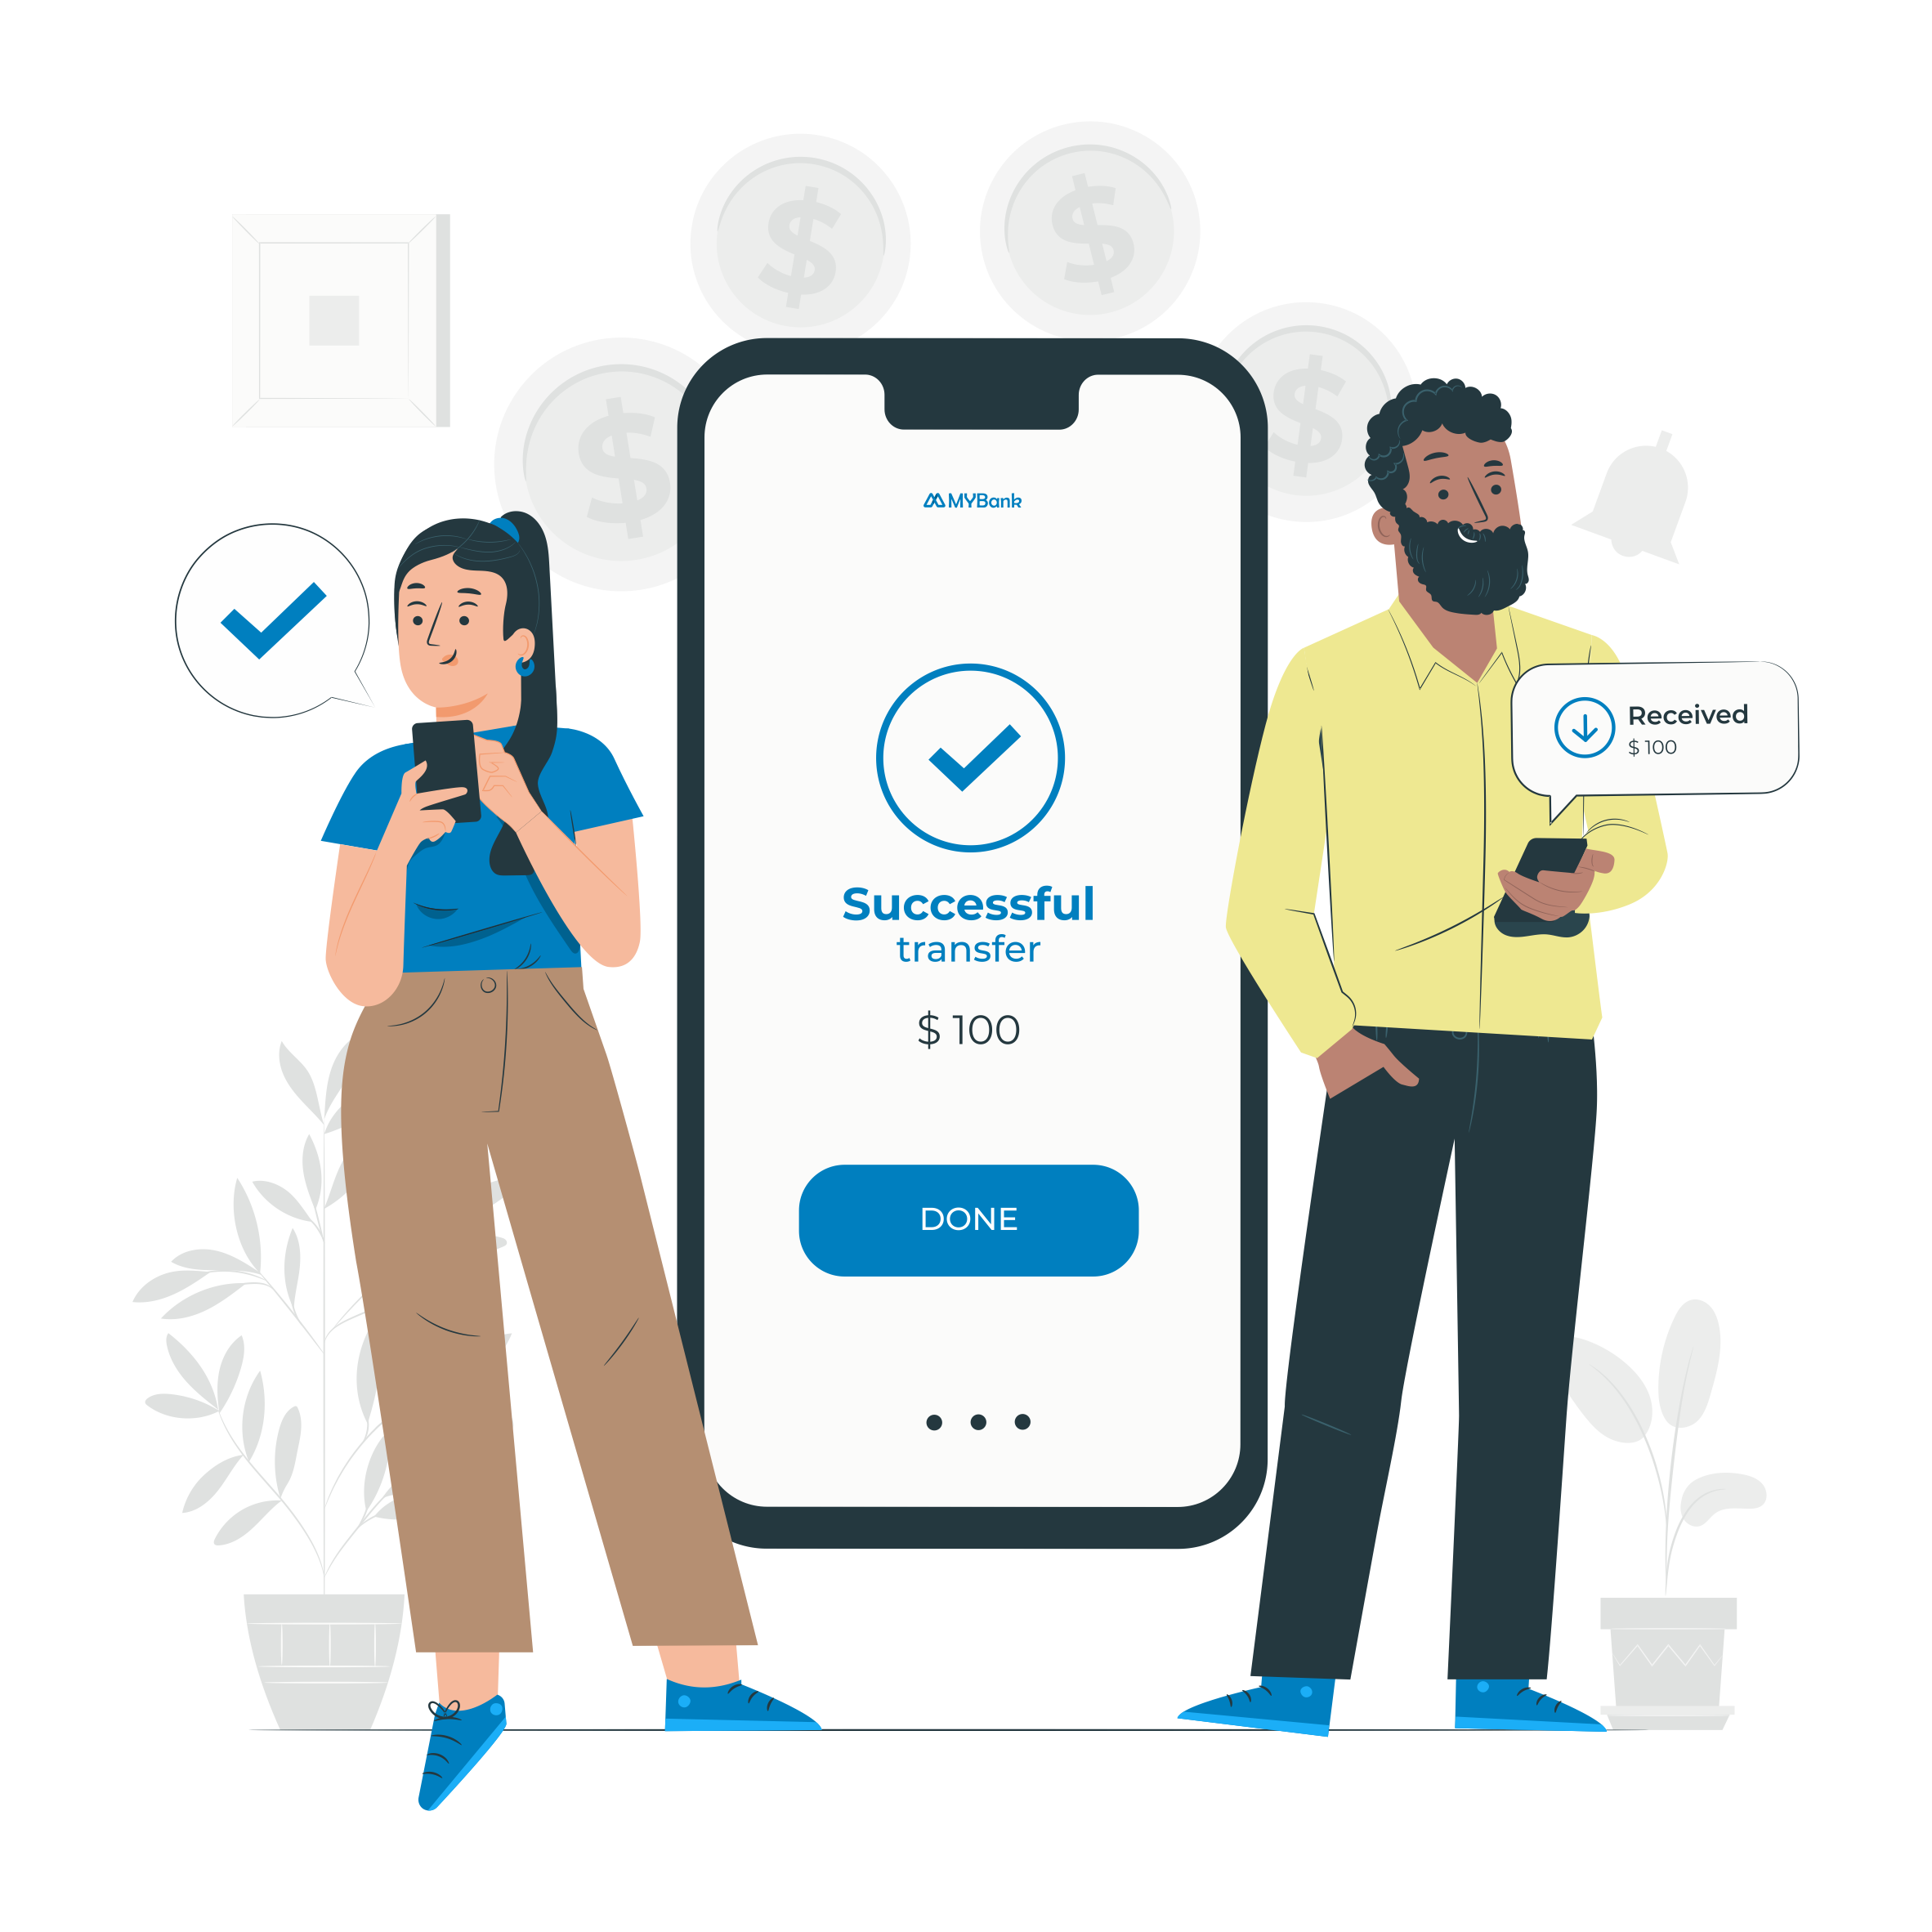 MYBank
Successful
transfer
$ 100
DONE
Received
$ 100